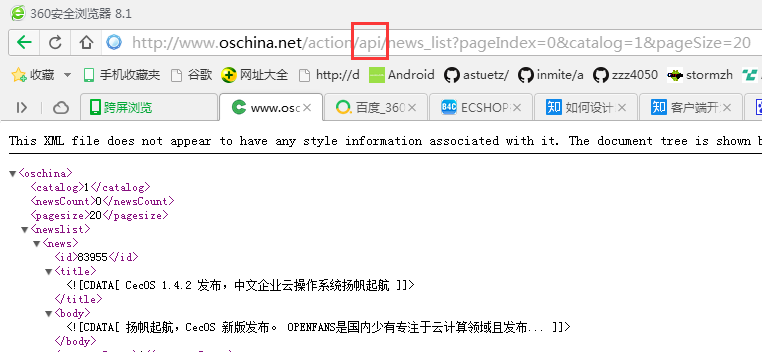 360安全浏览器 8.1
http://www.oschina.net/action/api/news_list?pageIndex=0&catalog=1&pageSize=20
收藏 手机收藏夹 谷歌 网址大全 http://d Android astuetz/ inmite/a zzz4050 stormzh
跨屏浏览 www.osc 百度_360 ECSHOP 如何设计 客户端开
This XML file does not appear to have any style information associated with it. The document tree is shown b
<oschina>
<catalog>1</catalog>
<newsCount>0</newsCount>
<pagesize>20</pagesize>
<newslist>
<news>
<id>83955</id>
<title>
<![CDATA[ CecOS 1.4.2 发布，中文企业云操作系统扬帆起航 ]]>
</title>
<body>
<![CDATA[ 扬帆起航，CecOS 新版发布。 OPENFANS是国内少有专注于云计算领域且发布... ]]>
</body>